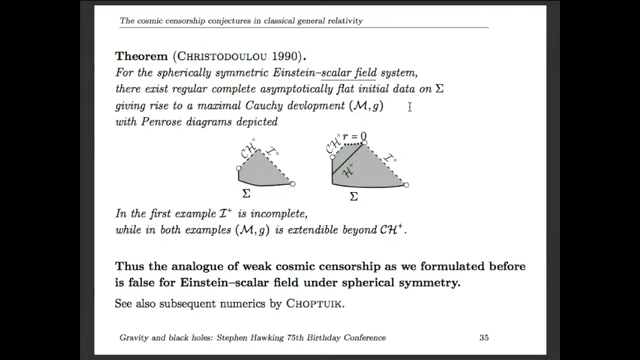 The cosmic censorship conjectures in classical general relativity
Theorem (CHRISTODOULOU 1990).
For the spherically symmetric Einstein–scalar field system,
there exist regular complete asymptotically flat initial data on Σ
giving rise to a maximal Cauchy devlopment (M, g)
with Penrose diagrams depicted
CH⁺
I⁺
Σ
CH⁺
r = 0
H⁺
I⁺
Σ
In the first example I⁺ is incomplete,
while in both examples (M, g) is extendible beyond CH⁺.
Thus the analogue of weak cosmic censorship as we formulated before
is false for Einstein–scalar field under spherical symmetry.
See also subsequent numerics by CHOPTUIK.
Gravity and black holes: Stephen Hawking 75th Birthday Conference
35